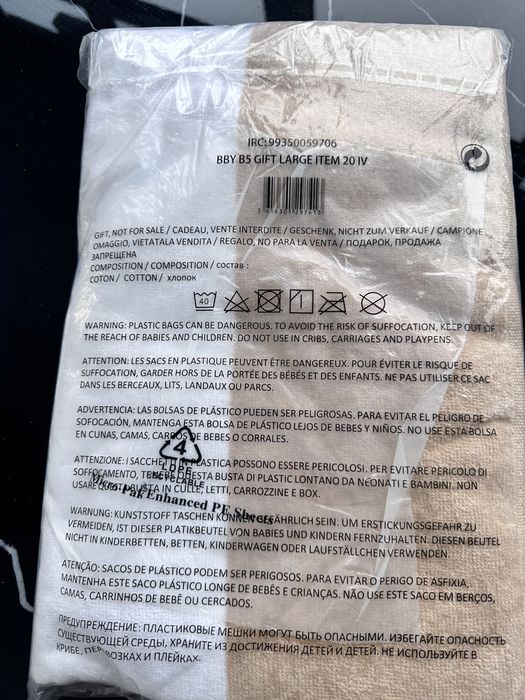 IRC:99350059706
BBY B5 GIFT LARGE ITEM 20 IV
3 616301 297413
GIFT, NOT FOR SALE / CADEAU, VENTE INTERDITE / GESCHENK, NICHT ZUM VERKAUF / CAMPIONE
OMAGGIO, VIETATALA VENDITA / REGALO, NO PARA LA VENTA / ПОДАРОК, ПРОДАЖА
ЗАПРЕЩЕНА
COMPOSITION / COMPOSITION / состав :
COTON / COTTON / хлопок
40
WARNING: PLASTIC BAGS CAN BE DANGEROUS. TO AVOID THE RISK OF SUFFOCATION, KEEP OUT OF
THE REACH OF BABIES AND CHILDREN. DO NOT USE IN CRIBS, CARRIAGES AND PLAYPENS.
ATTENTION: LES SACS EN PLASTIQUE PEUVENT ÊTRE DANGEREUX. POUR ÉVITER LE RISQUE DE
SUFFOCATION, GARDER HORS DE LA PORTÉE DES BÉBÉS ET DES ENFANTS. NE PAS UTILISER CE SAC
DANS LES BERCEAUX, LITS, LANDAUX OU PARCS.
ADVERTENCIA: LAS BOLSAS DE PLÁSTICO PUEDEN SER PELIGROSAS. PARA EVITAR EL PELIGRO DE
SOFOCACIÓN, MANTENGA ESTA BOLSA DE PLÁSTICO LEJOS DE BEBES Y NIÑOS. NO USE ESTA BOLSA
EN CUNAS, CAMAS, CARROS DE BEBES O CORRALES.
4
LDPE
RECYCLABLE
Micro-Pak Enhanced PE Sheets
ATTENZIONE: I SACCHETTI IN PLASTICA POSSONO ESSERE PERICOLOSI. PER EVITARE PERICOLO DI
SOFFOCAMENTO, TENERE QUESTA BUSTA DI PLASTIC LONTANO DA NEONATI E BAMBINI. NON
USARE QUESTA BUSTA IN CULLE, LETTI, CARROZZINE E BOX.
WARNUNG: KUNSTSTOFF TASCHEN KÖNNEN GEFÄHRLICH SEIN. UM ERSTICKUNGSGEFAHR ZU
VERMEIDEN, IST DIESER PLATIKBEUTEL VON BABIES UND KINDERN FERNZUHALTEN. DIESEN BEUTEL
NICHT IN KINDERBETTEN, BETTEN, KINDERWAGEN ODER LAUFSTÄLLCHEN VERWENDEN.
ATENÇÃO: SACOS DE PLÁSTICO PODEM SER PERIGOSOS. PARA EVITAR O PERIGO DE ASFIXIA,
MANTENHA ESTE SACO PLÁSTICO LONGE DE BEBÉS E CRIANÇAS. NÃO USE ESTE SACO EM BERÇOS,
CAMAS, CARRINHOS DE BEBÊ OU CERCADOS.
ПРЕДУПРЕЖДЕНИЕ: ПЛАСТИКОВЫЕ МЕШКИ МОГУТ БЫТЬ ОПАСНЫМИ. ИЗБЕГАЙТЕ ОПАСНО
СУЩЕСТВУЮЩЕЙ СРЕДЫ, ХРАНИТЕ ИЗ ДОСТИЖЕНИЯ ДЕТЕЙ И ДЕТЕЙ. НЕ ИСПОЛЬЗУЙТЕ В
КРИБЕ, ПЕРЕВОЗКАХ И ПЛЕЙКАХ.